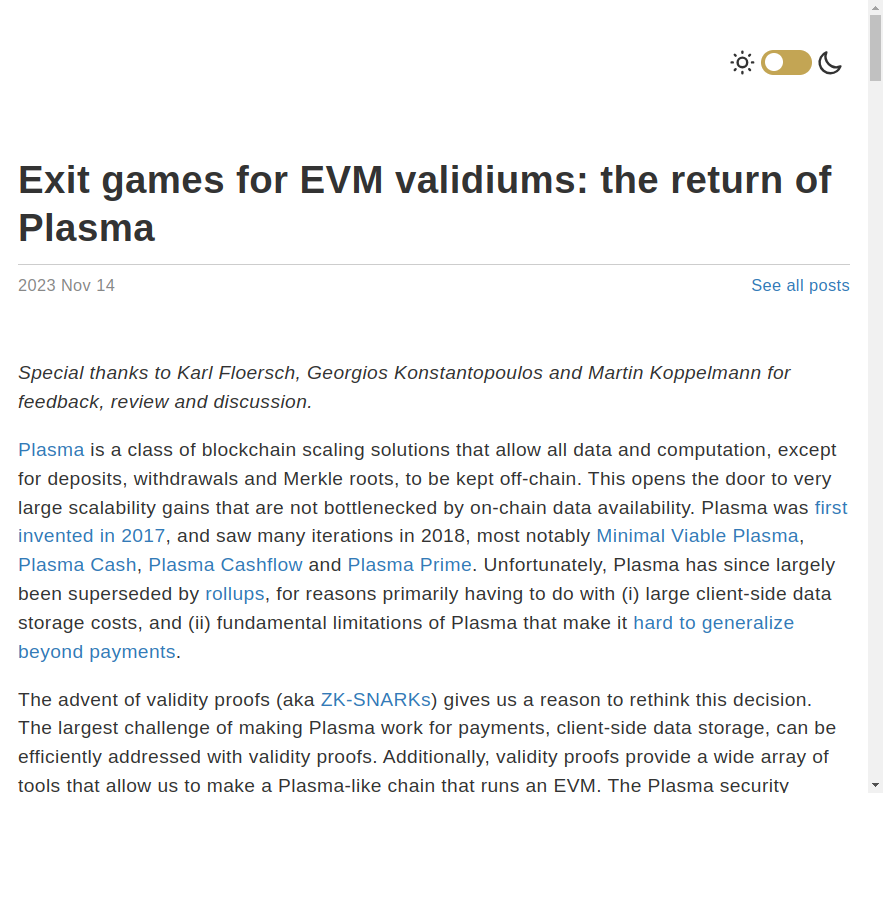 Exit games for EVM validiums: the return of
Plasma
2023 Nov 14
See all posts
Special thanks to Karl Floersch, Georgios Konstantopoulos and Martin Koppelmann for
feedback, review and discussion.
Plasma is a class of blockchain scaling solutions that allow all data and computation, except
for deposits, withdrawals and Merkle roots, to be kept off-chain. This opens the door to very
large scalability gains that are not bottlenecked by on-chain data availability. Plasma was first
invented in 2017, and saw many iterations in 2018, most notably Minimal Viable Plasma,
Plasma Cash, Plasma Cashflow and Plasma Prime. Unfortunately, Plasma has since largely
been superseded by rollups, for reasons primarily having to do with (i) large client-side data
storage costs, and (ii) fundamental limitations of Plasma that make it hard to generalize
beyond payments.
The advent of validity proofs (aka ZK-SNARKs) gives us a reason to rethink this decision.
The largest challenge of making Plasma work for payments, client-side data storage, can be
efficiently addressed with validity proofs. Additionally, validity proofs provide a wide array of
tools that allow us to make a Plasma-like chain that runs an EVM. The Plasma security